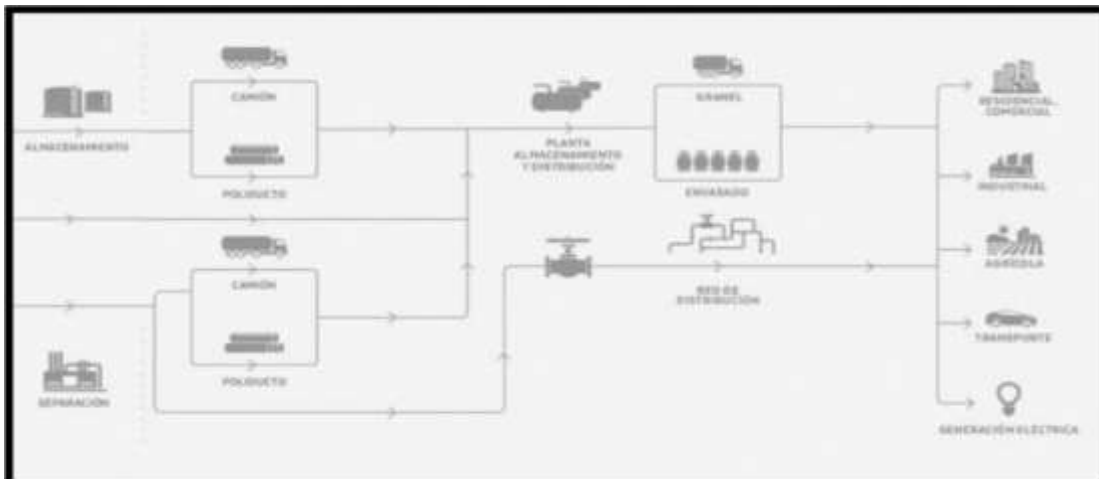 CAMIÓN
GRANEL
RESIDENCIAL,
COMERCIAL
ALMACENAMIENTO
PLANTA
ALMACENAMIENTO
Y DISTRIBUCIÓN
POLIDUCTO
ENVASADO
INDUSTRIAL
AGRÍCOLA
CAMIÓN
RED DE
DISTRIBUCIÓN
TRANSPORTE
POLIDUCTO
SEPARACIÓN
GENERACIÓN ELÉCTRICA